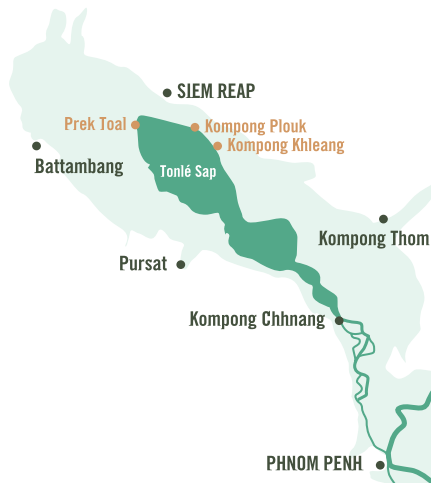 SIEM REAP
Prek Toal
Kompong Plouk
Kompong Khleang
Battambang
Tonlé Sap
Kompong Thom
Pursat
Kompong Chhnang
PHNOM PENH